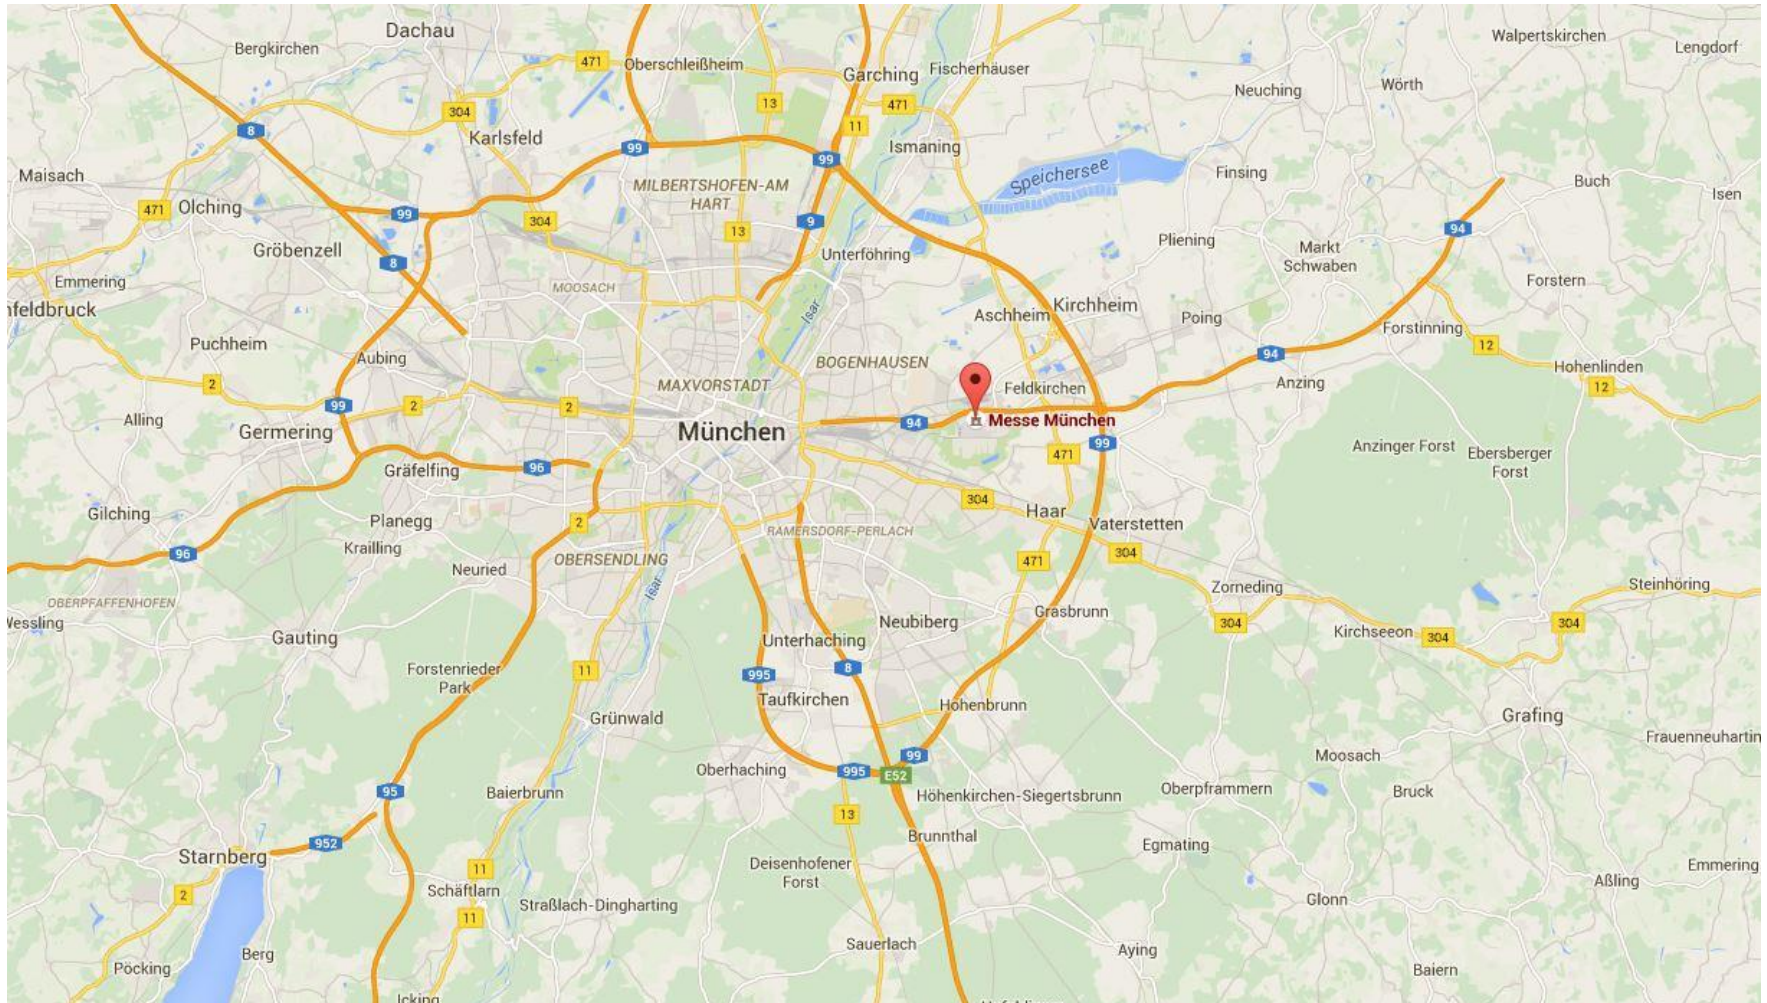 Dachau
Bergkirchen
471
Oberschleißheim
Garching
Fischerhäuser
Walpertskirchen
Lengdorf
Neuching
Wörth
13
471
304
8
Karlsfeld
11
99
99
Ismaning
Maisach
MILBERTSHOFEN-AM
HART
Speichersee
Finsing
Buch
Isen
471
Olching
99
304
13
9
94
Gröbenzell
8
Unterföhring
Pliening
Markt
Schwaben
Emmering
MOOSACH
Forstern
nfeldbruck
Isar
Aschheim
Kirchheim
Poing
Forstinning
Puchheim
Aubing
BOGENHAUSEN
94
12
Hohenlinden
2
MAXVORSTADT
Feldkirchen
Anzing
12
99
2
2
Alling
Germering
München
94
Messe München
99
Anzinger Forst
Ebersberger
Forst
471
Gräfelfing
96
304
Gilching
Planegg
2
Haar
Vaterstetten
RAMERSDORF-PERLACH
96
Krailling
OBERSENDLING
471
304
Neuried
Isar
Zorneding
Steinhöring
OBERPFAFFENHOFEN
Grasbrunn
Wessling
Gauting
Neubiberg
304
Kirchseeon
304
304
Unterhaching
Forstenrieder
Park
11
995
8
Taufkirchen
Höhenbrunn
Grünwald
Grafing
Frauenneuhartin
99
Moosach
Oberhaching
995
E52
95
Baierbrunn
Höhenkirchen-Siegertsbrunn
Oberpframmern
Bruck
13
Brunnthal
952
Egmating
Starnberg
11
Deisenhofener
Forst
Emmering
2
Schäftlarn
Aßling
11
Straßlach-Dingharting
Glonn
Sauerlach
Aying
Berg
Pöcking
Baiern
Icking